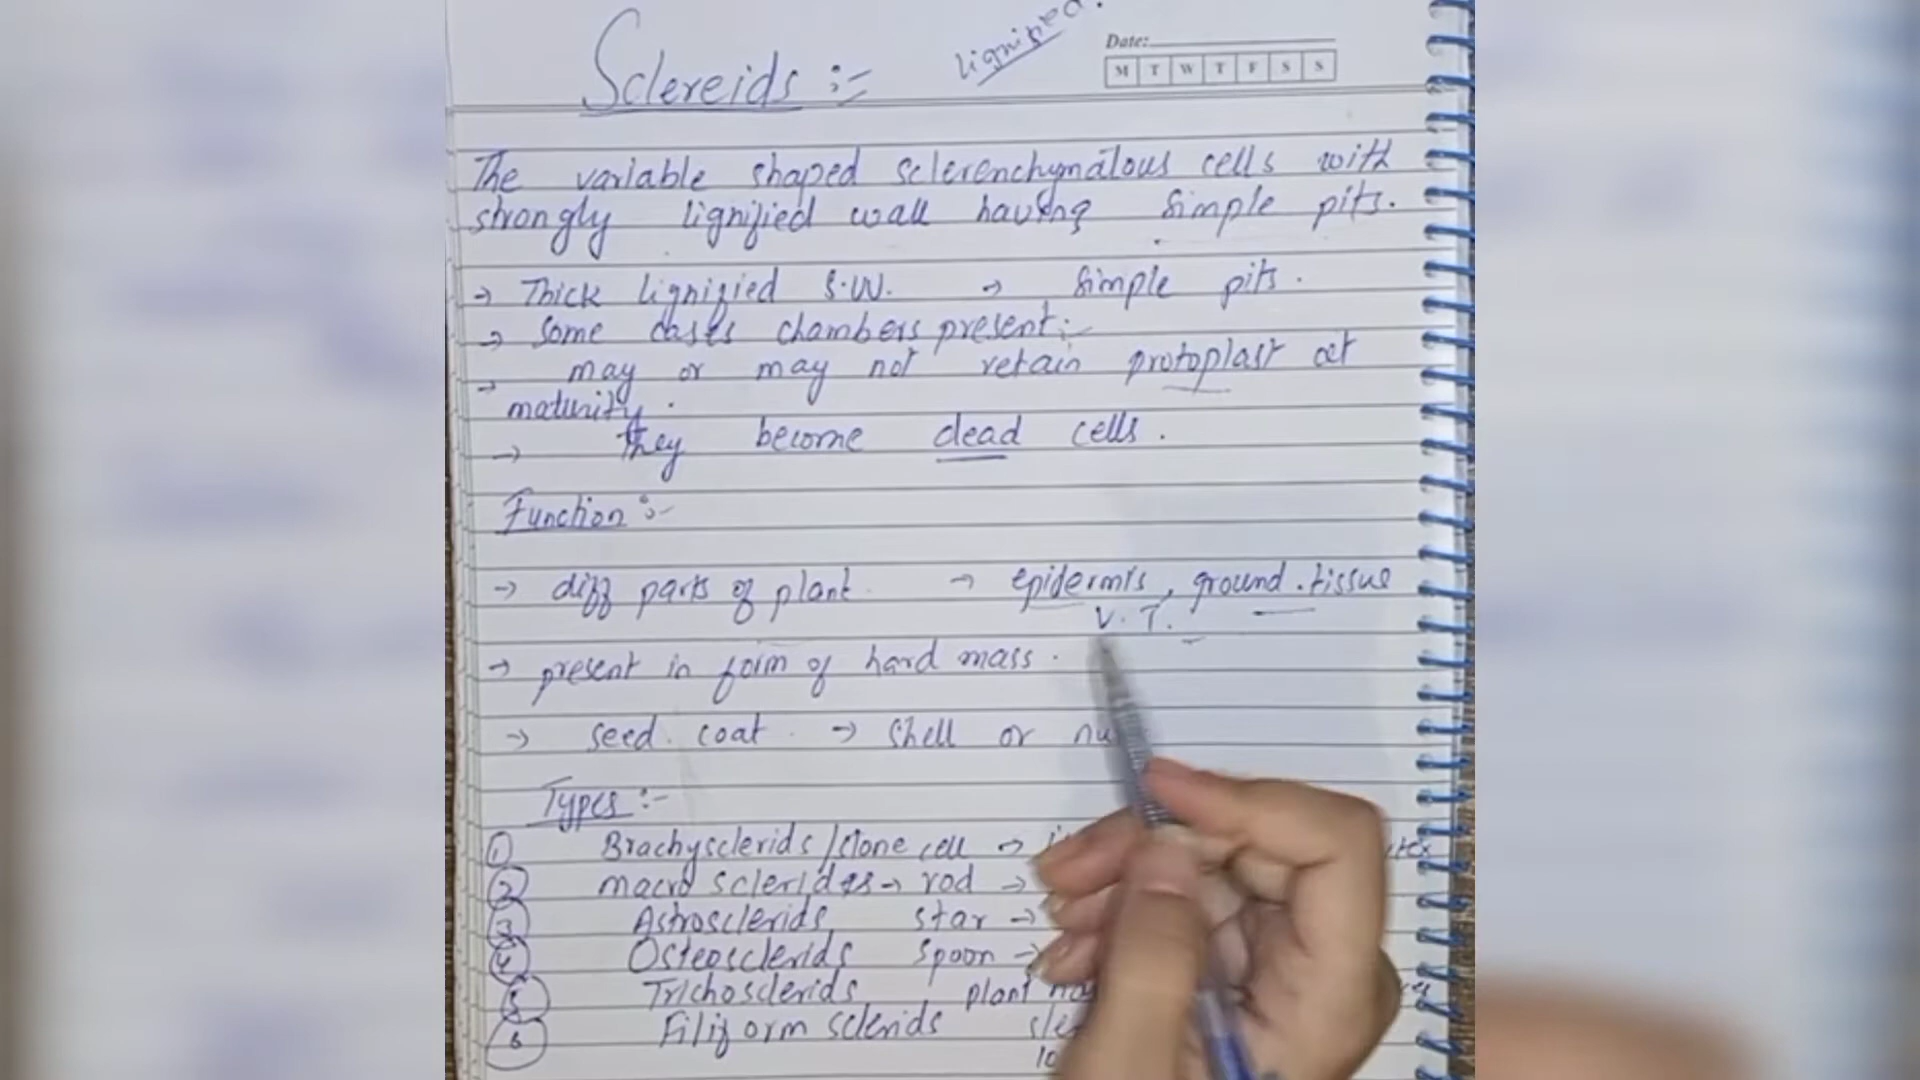 Sclereids :-
lignified.
Date:
M T W T F S S
The variable shaped sclerenchymatous cells with
strongly lignified wall having simple pits.
→ Thick lignified S.W. → simple pits.
→ some cases chambers present :-
→ may or may not retain protoplast at
maturity.
→ they become dead cells.
Function :-
→ diff parts of plant → epidermis, ground tissue
V. T.
→ present in form of hard mass.
→ seed coat → shell or
Types :-
① Brachysclerids/stone cell →
② macro sclerides → rod →
③ Astrosclerids star →
④ Osteosclerids spoon →
⑤ Trichosclerids plant
⑥ Filiform sclerids